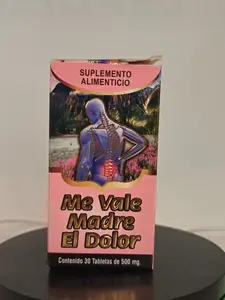 SUPLEMENTO
ALIMENTICIO
Me Vale
Madre
El Dolor
Contenido 30 Tabletas de 500 mg.